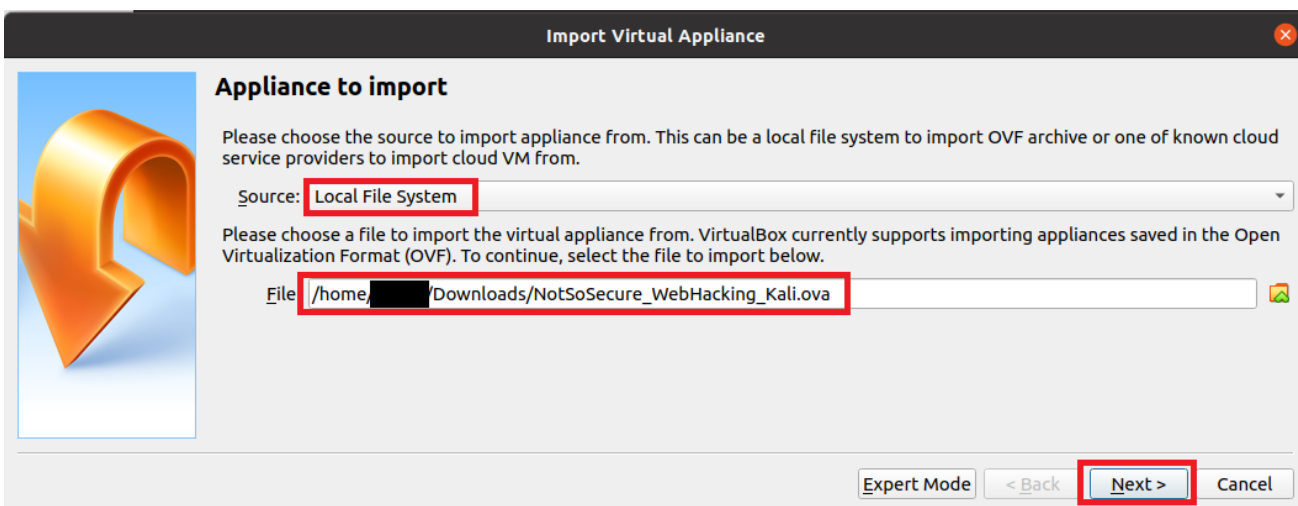 Import Virtual Appliance
Appliance to import
Please choose the source to import appliance from. This can be a local file system to import OVF archive or one of known cloud
service providers to import cloud VM from.
Source: Local File System
Please choose a file to import the virtual appliance from. VirtualBox currently supports importing appliances saved in the Open
Virtualization Format (OVF). To continue, select the file to import below.
File /home/ /Downloads/NotSoSecure_WebHacking_Kali.ova
Expert Mode < Back Next > Cancel